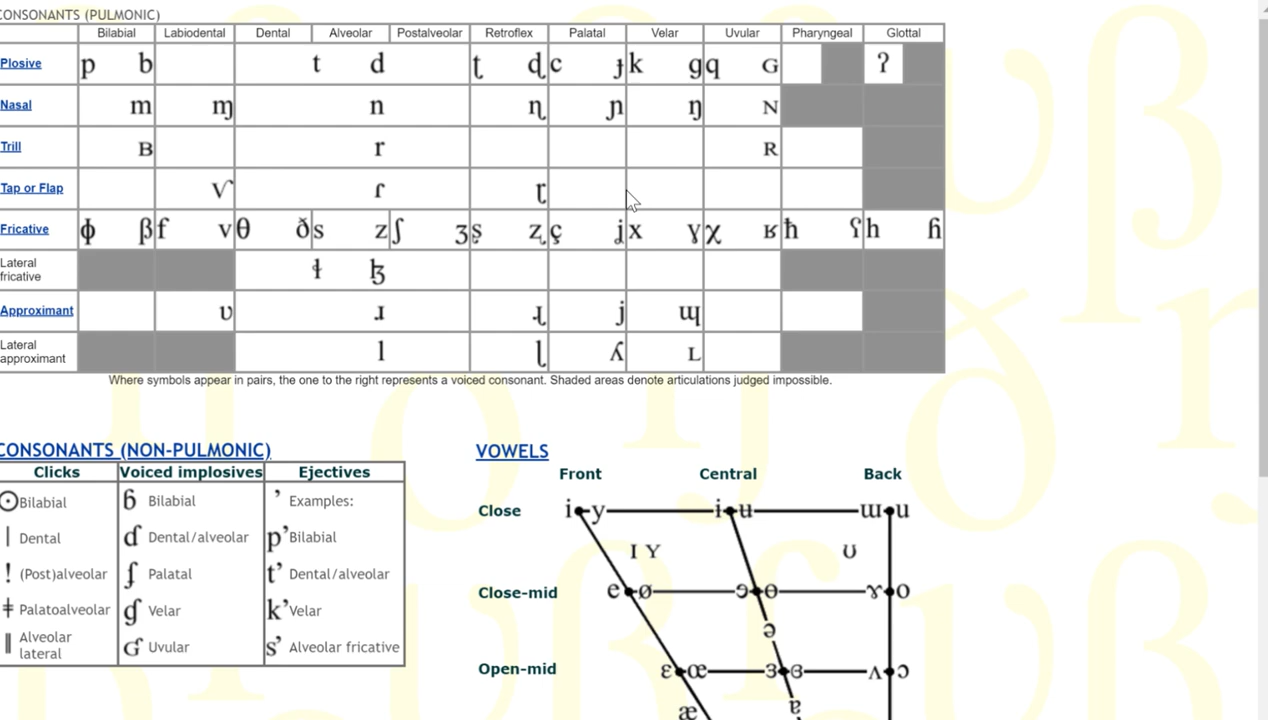 CONSONANTS (PULMONIC)
Bilabial Labiodental Dental Alveolar Postalveolar Retroflex Palatal Velar Uvular Pharyngeal Glottal
Plosive p b t d ʈ ɖ c ɟ k ɡ q ɢ ʔ
Nasal m ɱ n ɳ ɲ ŋ ɴ
Trill ʙ r ʀ
Tap or Flap ⱱ ɾ ɽ
Fricative ɸ β f v θ ð s z ʃ ʒ ʂ ʐ ç ʝ x ɣ χ ʁ ħ ʕ h ɦ
Lateral
fricative ɬ ɮ
Approximant ʋ ɹ ɻ j ɰ
Lateral
approximant l ɭ ʎ ʟ
Where symbols appear in pairs, the one to the right represents a voiced consonant. Shaded areas denote articulations judged impossible.
CONSONANTS (NON-PULMONIC)
Clicks Voiced implosives Ejectives
ʘ Bilabial ɓ Bilabial ʼ Examples:
ǀ Dental ɗ Dental/alveolar pʼ Bilabial
ǃ (Post)alveolar ʄ Palatal tʼ Dental/alveolar
ǂ Palatoalveolar ɠ Velar kʼ Velar
ǁ Alveolar
lateral ʛ Uvular sʼ Alveolar fricative
VOWELS
Front Central Back
Close i y ɨ ʉ ɯ u
ɪ ʏ ʊ
Close-mid e ø ɘ ɵ ɤ o
ə
Open-mid ɛ œ ɜ ɞ ʌ ɔ
æ ɐ